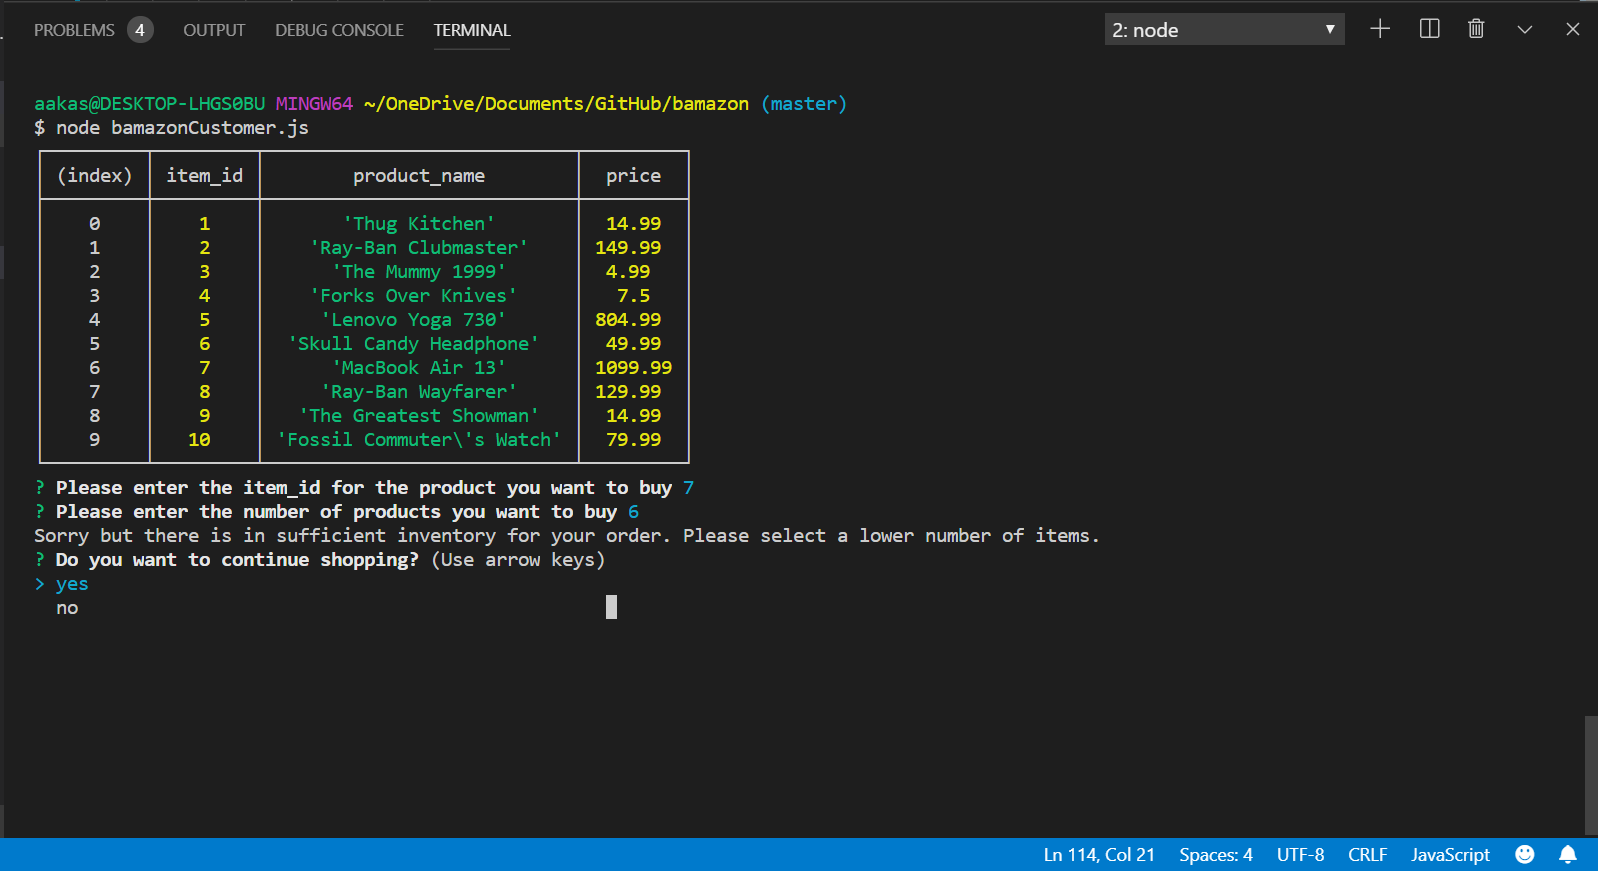 PROBLEMS 4 OUTPUT DEBUG CONSOLE TERMINAL 2: node
aakas@DESKTOP-LHGS0BU MINGW64 ~/OneDrive/Documents/GitHub/bamazon (master)
$ node bamazonCustomer.js
(index) item_id product_name price
0 1 'Thug Kitchen' 14.99
1 2 'Ray-Ban Clubmaster' 149.99
2 3 'The Mummy 1999' 4.99
3 4 'Forks Over Knives' 7.5
4 5 'Lenovo Yoga 730' 804.99
5 6 'Skull Candy Headphone' 49.99
6 7 'MacBook Air 13' 1099.99
7 8 'Ray-Ban Wayfarer' 129.99
8 9 'The Greatest Showman' 14.99
9 10 'Fossil Commuter\'s Watch' 79.99
? Please enter the item_id for the product you want to buy 7
? Please enter the number of products you want to buy 6
Sorry but there is in sufficient inventory for your order. Please select a lower number of items.
? Do you want to continue shopping? (Use arrow keys)
> yes
no
Ln 114, Col 21 Spaces: 4 UTF-8 CRLF JavaScript